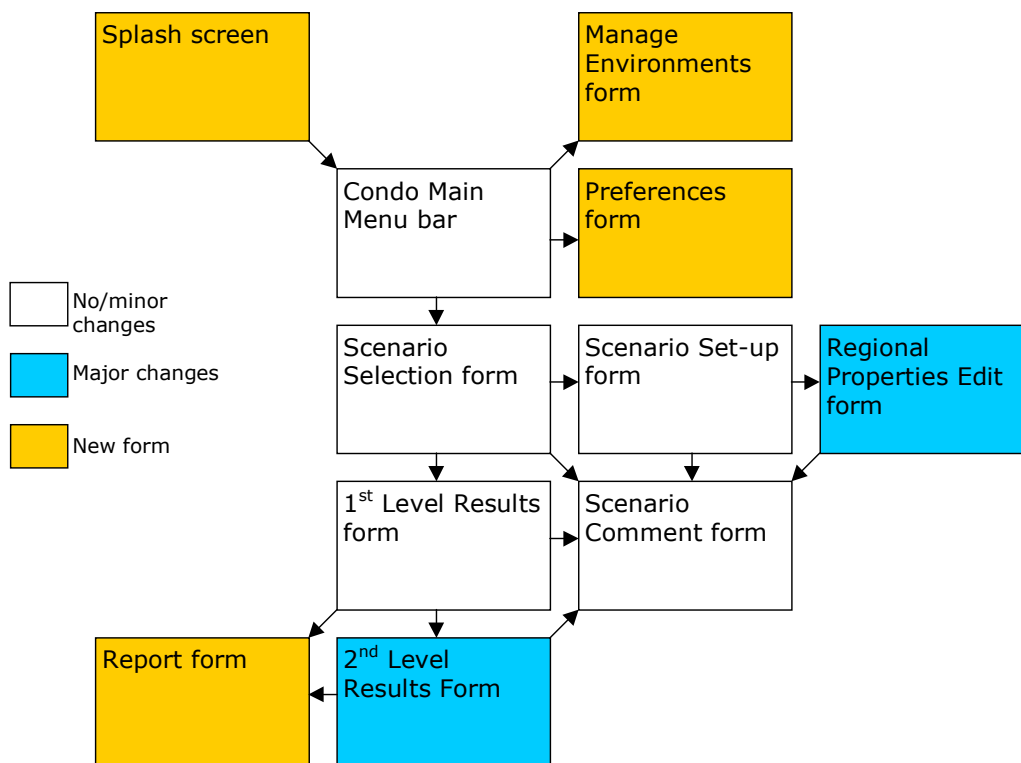 Splash screen
Manage
Environments
form
Condo Main
Menu bar
Preferences
form
No/minor
changes
Major changes
New form
Scenario
Selection form
Scenario Set-up
form
Regional
Properties Edit
form
1st Level Results
form
Scenario
Comment form
Report form
2nd Level
Results Form